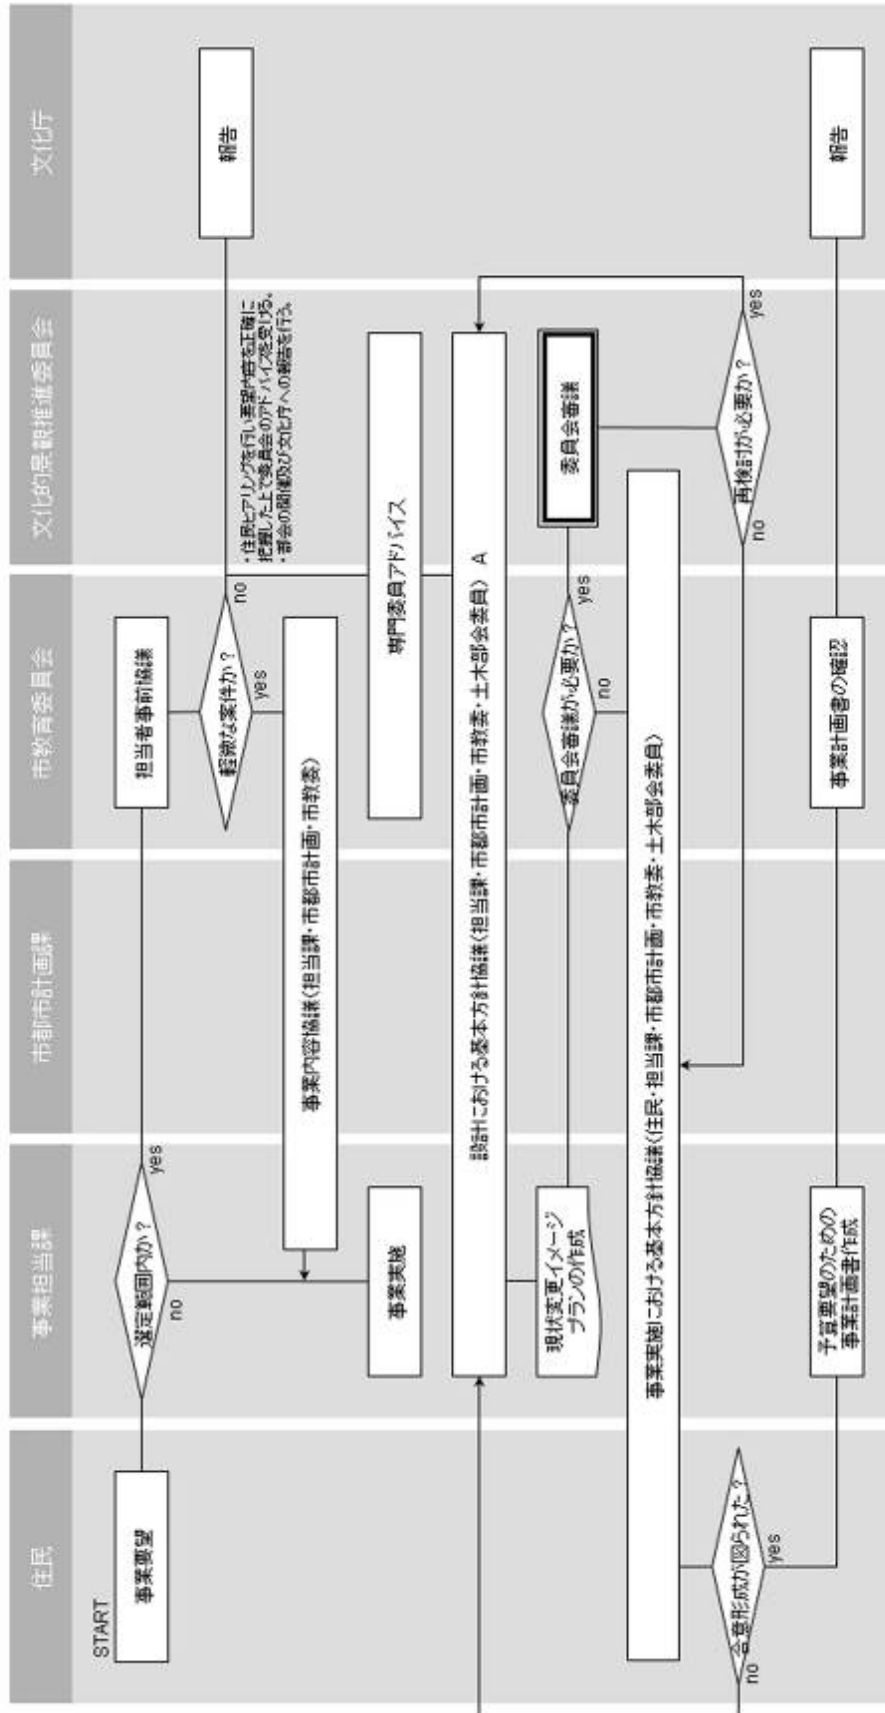 住民
事業担当課
市都市計画課
市教育委員会
文化的景観推進委員会
文化庁
START
事業要望
選定範囲内か？
yes
no
担当者事前協議
軽微な案件か？
no
yes
報告
・住民ヒアリングを行い要望内容を正確に
把握した上で委員会のアドバイスを受ける。
・部会の開催及び文化庁への報告を行う。
事業内容協議（担当課・市都市計画・市教委）
事業実施
専門委員アドバイス
設計における基本方針協議（担当課・市都市計画・市教委・土木部会委員） A
現状変更イメージ
プランの作成
委員会審議が必要か？
yes
no
委員会審議
事業実施における基本方針協議（住民・担当課・市都市計画・市教委・土木部会委員）
再検討が必要か？
yes
no
合意形成が図られた？
no
yes
予算要望のための
事業計画書作成
事業計画書の確認
報告